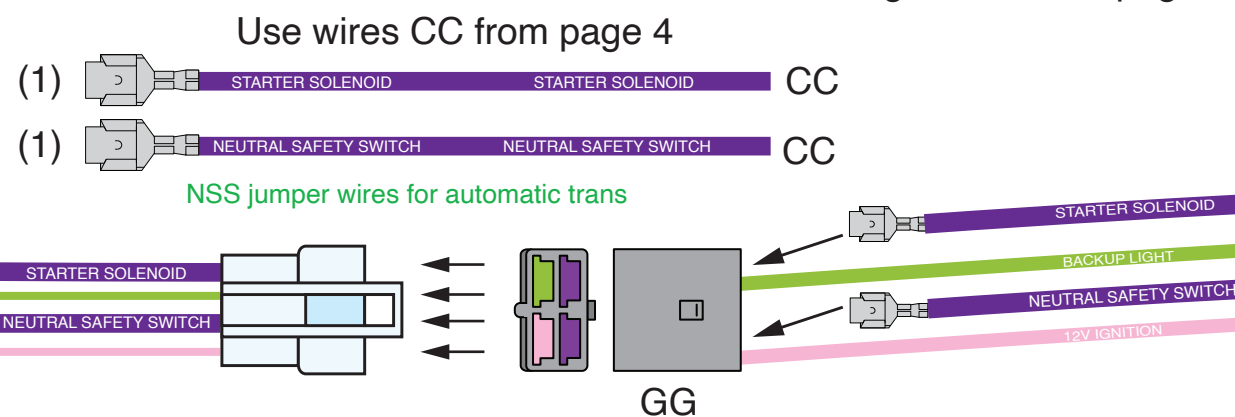 Use wires CC from page 4
(1) STARTER SOLENOID STARTER SOLENOID CC
(1) NEUTRAL SAFETY SWITCH NEUTRAL SAFETY SWITCH CC
NSS jumper wires for automatic trans
STARTER SOLENOID
NEUTRAL SAFETY SWITCH
STARTER SOLENOID
BACKUP LIGHT
NEUTRAL SAFETY SWITCH
12V IGNITION
GG